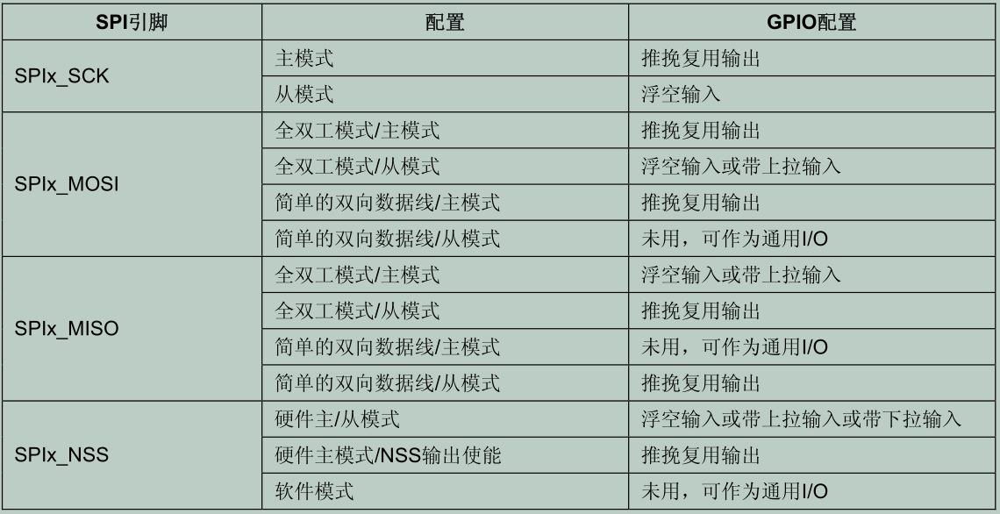 SPI引脚 配置 GPIO配置
SPIx_SCK 主模式 推挽复用输出
从模式 浮空输入
SPIx_MOSI 全双工模式/主模式 推挽复用输出
全双工模式/从模式 浮空输入或带上拉输入
简单的双向数据线/主模式 推挽复用输出
简单的双向数据线/从模式 未用，可作为通用I/O
SPIx_MISO 全双工模式/主模式 浮空输入或带上拉输入
全双工模式/从模式 推挽复用输出
简单的双向数据线/主模式 未用，可作为通用I/O
简单的双向数据线/从模式 推挽复用输出
SPIx_NSS 硬件主/从模式 浮空输入或带上拉输入或带下拉输入
硬件主模式/NSS输出使能 推挽复用输出
软件模式 未用，可作为通用I/O